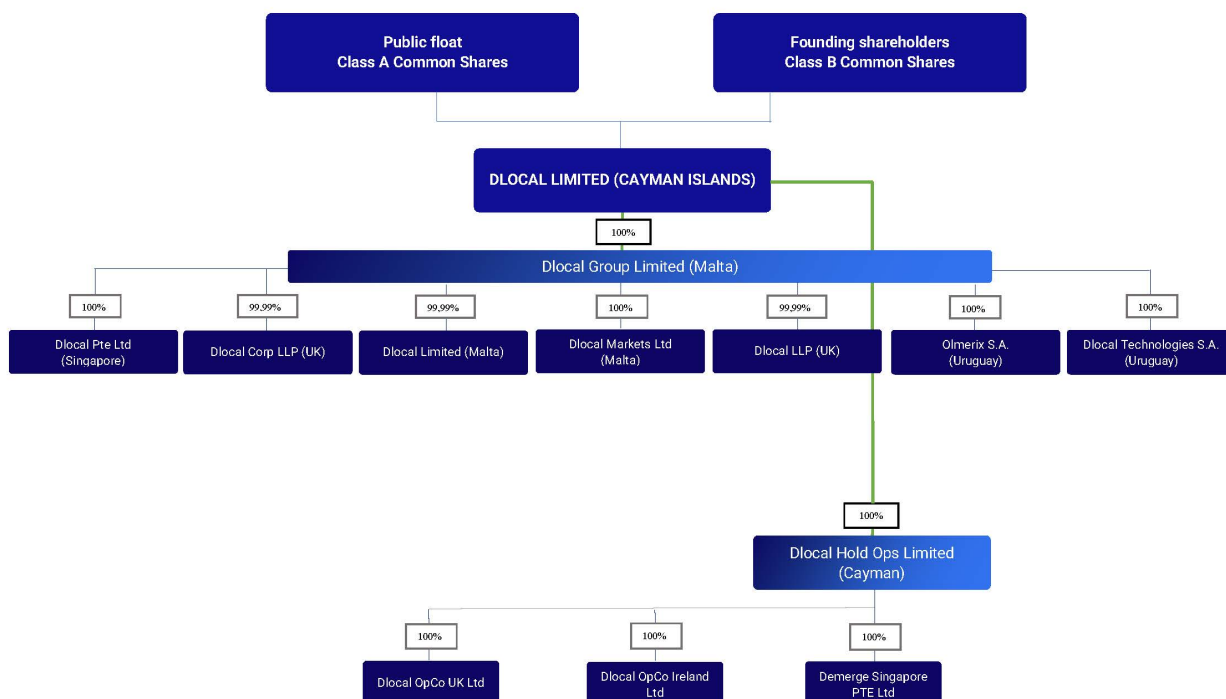 Public float
Class A Common Shares
Founding shareholders
Class B Common Shares
DLOCAL LIMITED (CAYMAN ISLANDS)
100%
Dlocal Group Limited (Malta)
100%
99,99%
99,99%
100%
99,99%
100%
100%
Dlocal Pte Ltd
(Singapore)
Dlocal Corp LLP (UK)
Dlocal Limited (Malta)
Dlocal Markets Ltd
(Malta)
Dlocal LLP (UK)
Olmerix S.A.
(Uruguay)
Dlocal Technologies S.A.
(Uruguay)
100%
Dlocal Hold Ops Limited
(Cayman)
100%
100%
100%
Dlocal OpCo UK Ltd
Dlocal OpCo Ireland
Ltd
Demerge Singapore
PTE Ltd